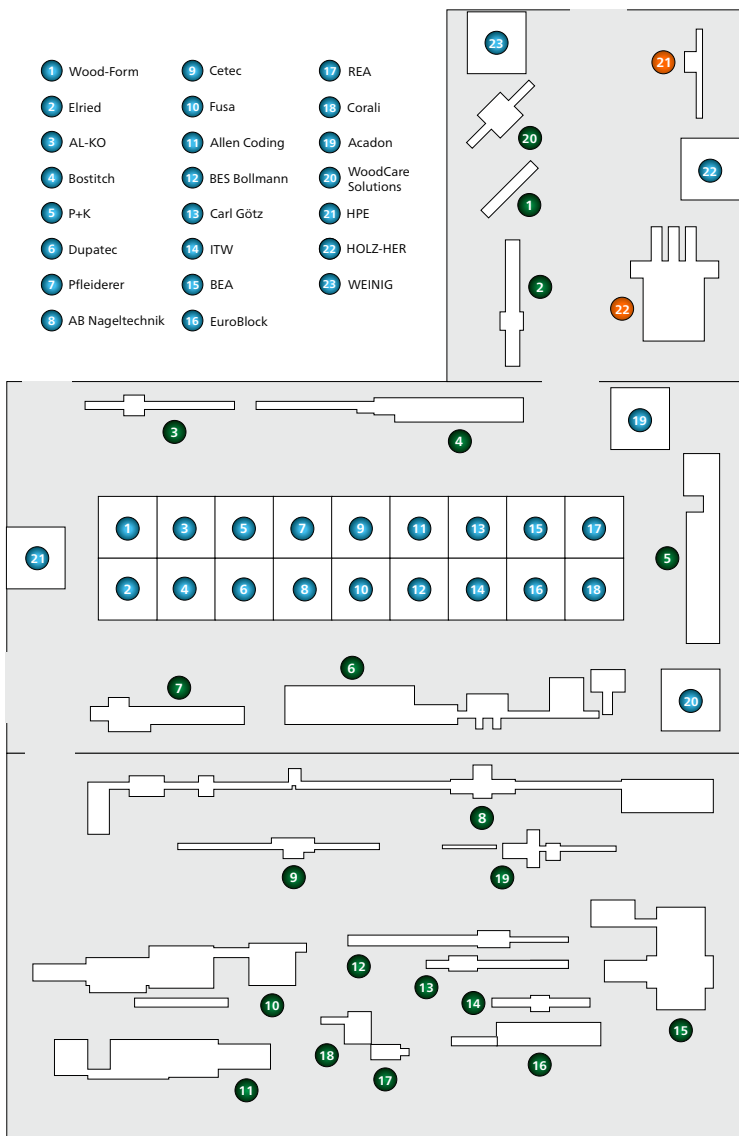 1 Wood-Form
2 Elried
3 AL-KO
4 Bostitch
5 P+K
6 Dupatec
7 Pfleiderer
8 AB Nageltechnik
9 Cetec
10 Fusa
11 Allen Coding
12 BES Bollmann
13 Carl Götz
14 ITW
15 BEA
16 EuroBlock
17 REA
18 Corali
19 Acadon
20 WoodCare
Solutions
21 HPE
22 HOLZ-HER
23 WEINIG
23
21
20
22
1
2
22
3
4
19
1 3 5 7 9 11 13 15 17
21
5
2 4 6 8 10 12 14 16 18
6
7
20
8
9
19
12
13
14
10
15
18
17
16
11